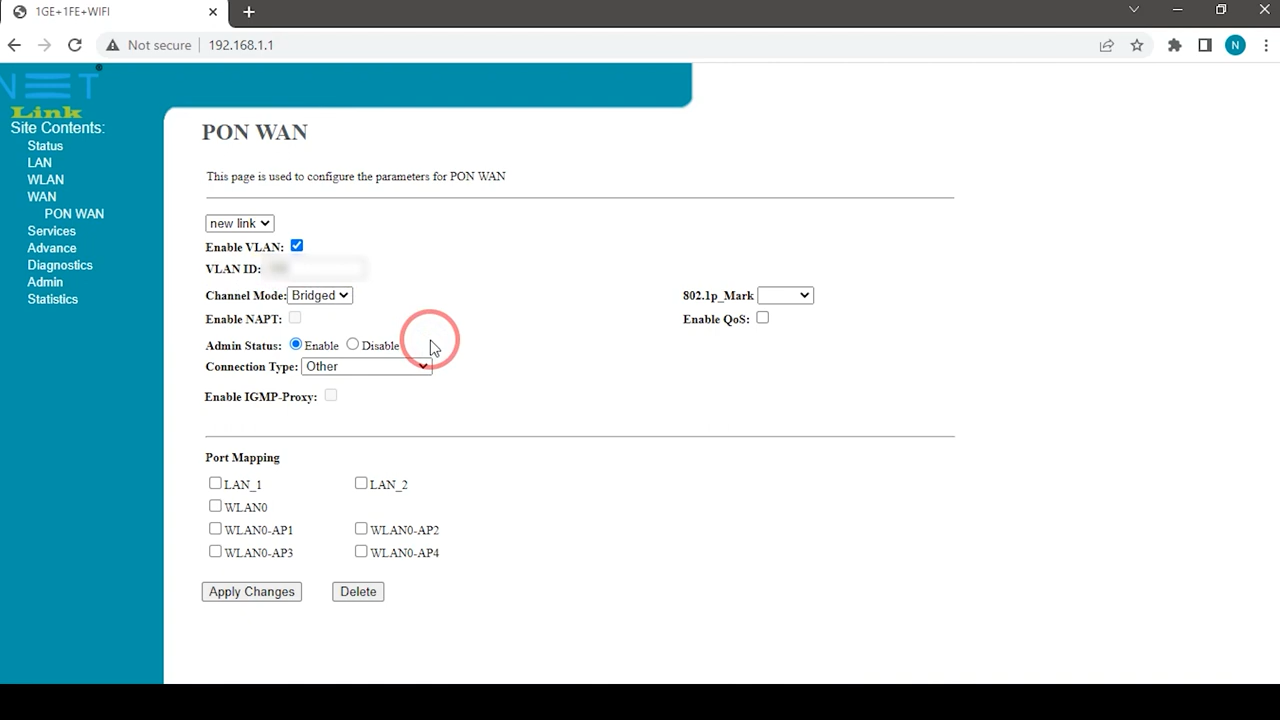 1GE+1FE+WIFI
Not secure 192.168.1.1
N
NET
Link
Site Contents:
Status
LAN
WLAN
WAN
PON WAN
Services
Advance
Diagnostics
Admin
Statistics
PON WAN
This page is used to configure the parameters for PON WAN
new link
Enable VLAN:
VLAN ID:
Channel Mode: Bridged 802.1p_Mark
Enable NAPT: Enable QoS:
Admin Status: Enable Disable
Connection Type: Other
Enable IGMP-Proxy:
Port Mapping
LAN_1 LAN_2
WLAN0
WLAN0-AP1 WLAN0-AP2
WLAN0-AP3 WLAN0-AP4
Apply Changes Delete